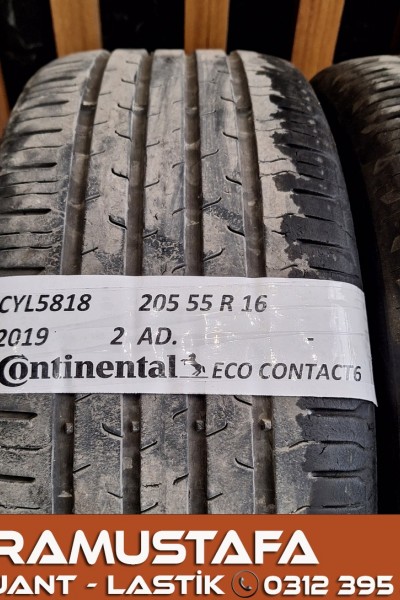 CYL5818 205 55 R 16
2019 2 AD. -
Continental ECO CONTACT6
RAMUSTAFA
JANT - LASTİK 0312 395